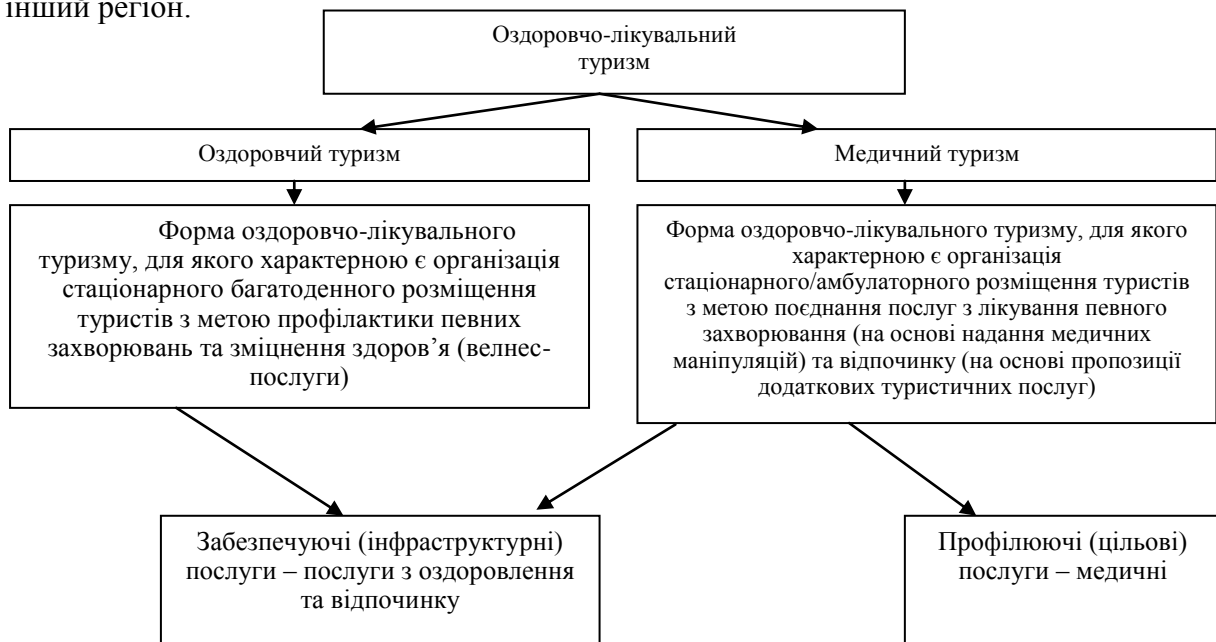 інший регіон.
Оздоровчо-лікувальний
туризм
Оздоровчий туризм
Медичний туризм
Форма оздоровчо-лікувального
туризму, для якого характерною є організація
стаціонарного багатоденного розміщення
туристів з метою профілактики певних
захворювань та зміцнення здоров’я (велнес-
послуги)
Форма оздоровчо-лікувального туризму, для якого
характерною є організація
стаціонарного/амбулаторного розміщення туристів
з метою поєднання послуг з лікування певного
захворювання (на основі надання медичних
маніпуляцій) та відпочинку (на основі пропозиції
додаткових туристичних послуг)
Забезпечуючі (інфраструктурні)
послуги – послуги з оздоровлення
та відпочинку
Профілюючі (цільові)
послуги – медичні